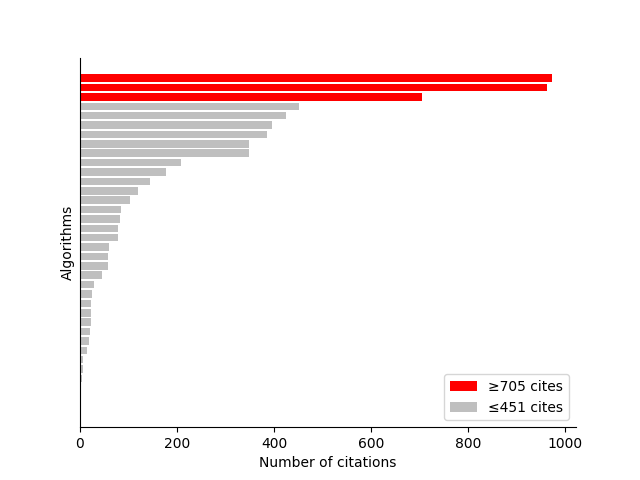 Algorithms
≥705 cites
≤451 cites
0 200 400 600 800 1000
Number of citations